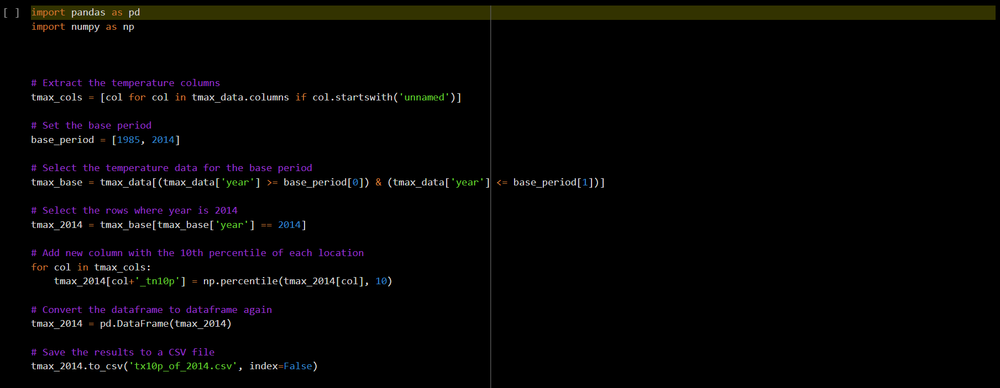 [ ] import pandas as pd
import numpy as np
# Extract the temperature columns
tmax_cols = [col for col in tmax_data.columns if col.startswith('unnamed')]
# Set the base period
base_period = [1985, 2014]
# Select the temperature data for the base period
tmax_base = tmax_data[(tmax_data['year'] >= base_period[0]) & (tmax_data['year'] <= base_period[1])]
# Select the rows where year is 2014
tmax_2014 = tmax_base[tmax_base['year'] == 2014]
# Add new column with the 10th percentile of each location
for col in tmax_cols:
    tmax_2014[col+'_tn10p'] = np.percentile(tmax_2014[col], 10)
# Convert the dataframe to dataframe again
tmax_2014 = pd.DataFrame(tmax_2014)
# Save the results to a CSV file
tmax_2014.to_csv('tx10p_of_2014.csv', index=False)